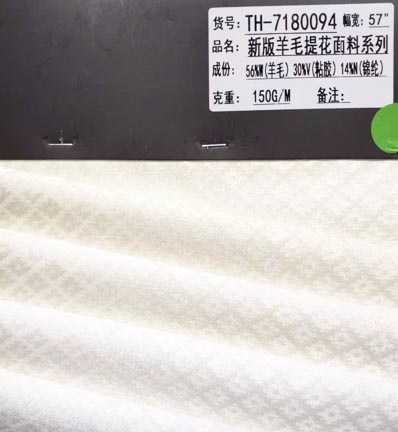 货号: TH-7180094 幅宽: 57"
品名: 新版羊毛提花面料系列
成份: 56%W(羊毛) 30%V(粘胶) 14%N(锦纶)
克重: 150G/M 备注: